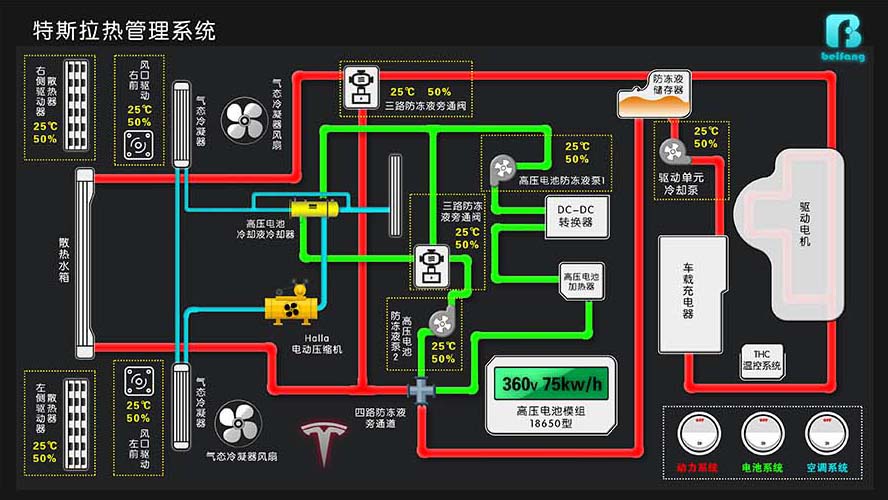 特斯拉热管理系统
beifang
右侧驱动器
散热器
25℃
50%
风口驱动
右前
25℃
50%
气态冷凝器
气态冷凝器风扇
25℃ 50%
三路防冻液旁通阀
防冻液
储存器
25℃
50%
驱动单元
冷却泵
25℃
50%
高压电池防冻液泵1
DC-DC
转换器
驱动电机
高压电池
冷却液冷却器
三路防冻
液旁通阀
25℃
50%
散热水箱
车载充电器
高压电池
加热器
Halla
电动压缩机
高压电池
防冻液泵2
25℃
50%
THC
温控系统
左侧驱动器
散热器
25℃
50%
25℃
50%
风口驱动
左前
气态冷凝器
气态冷凝器风扇
四路防冻液
旁通道
360v 75kw/h
高压电池模组
18650型
动力系统
电池系统
空调系统